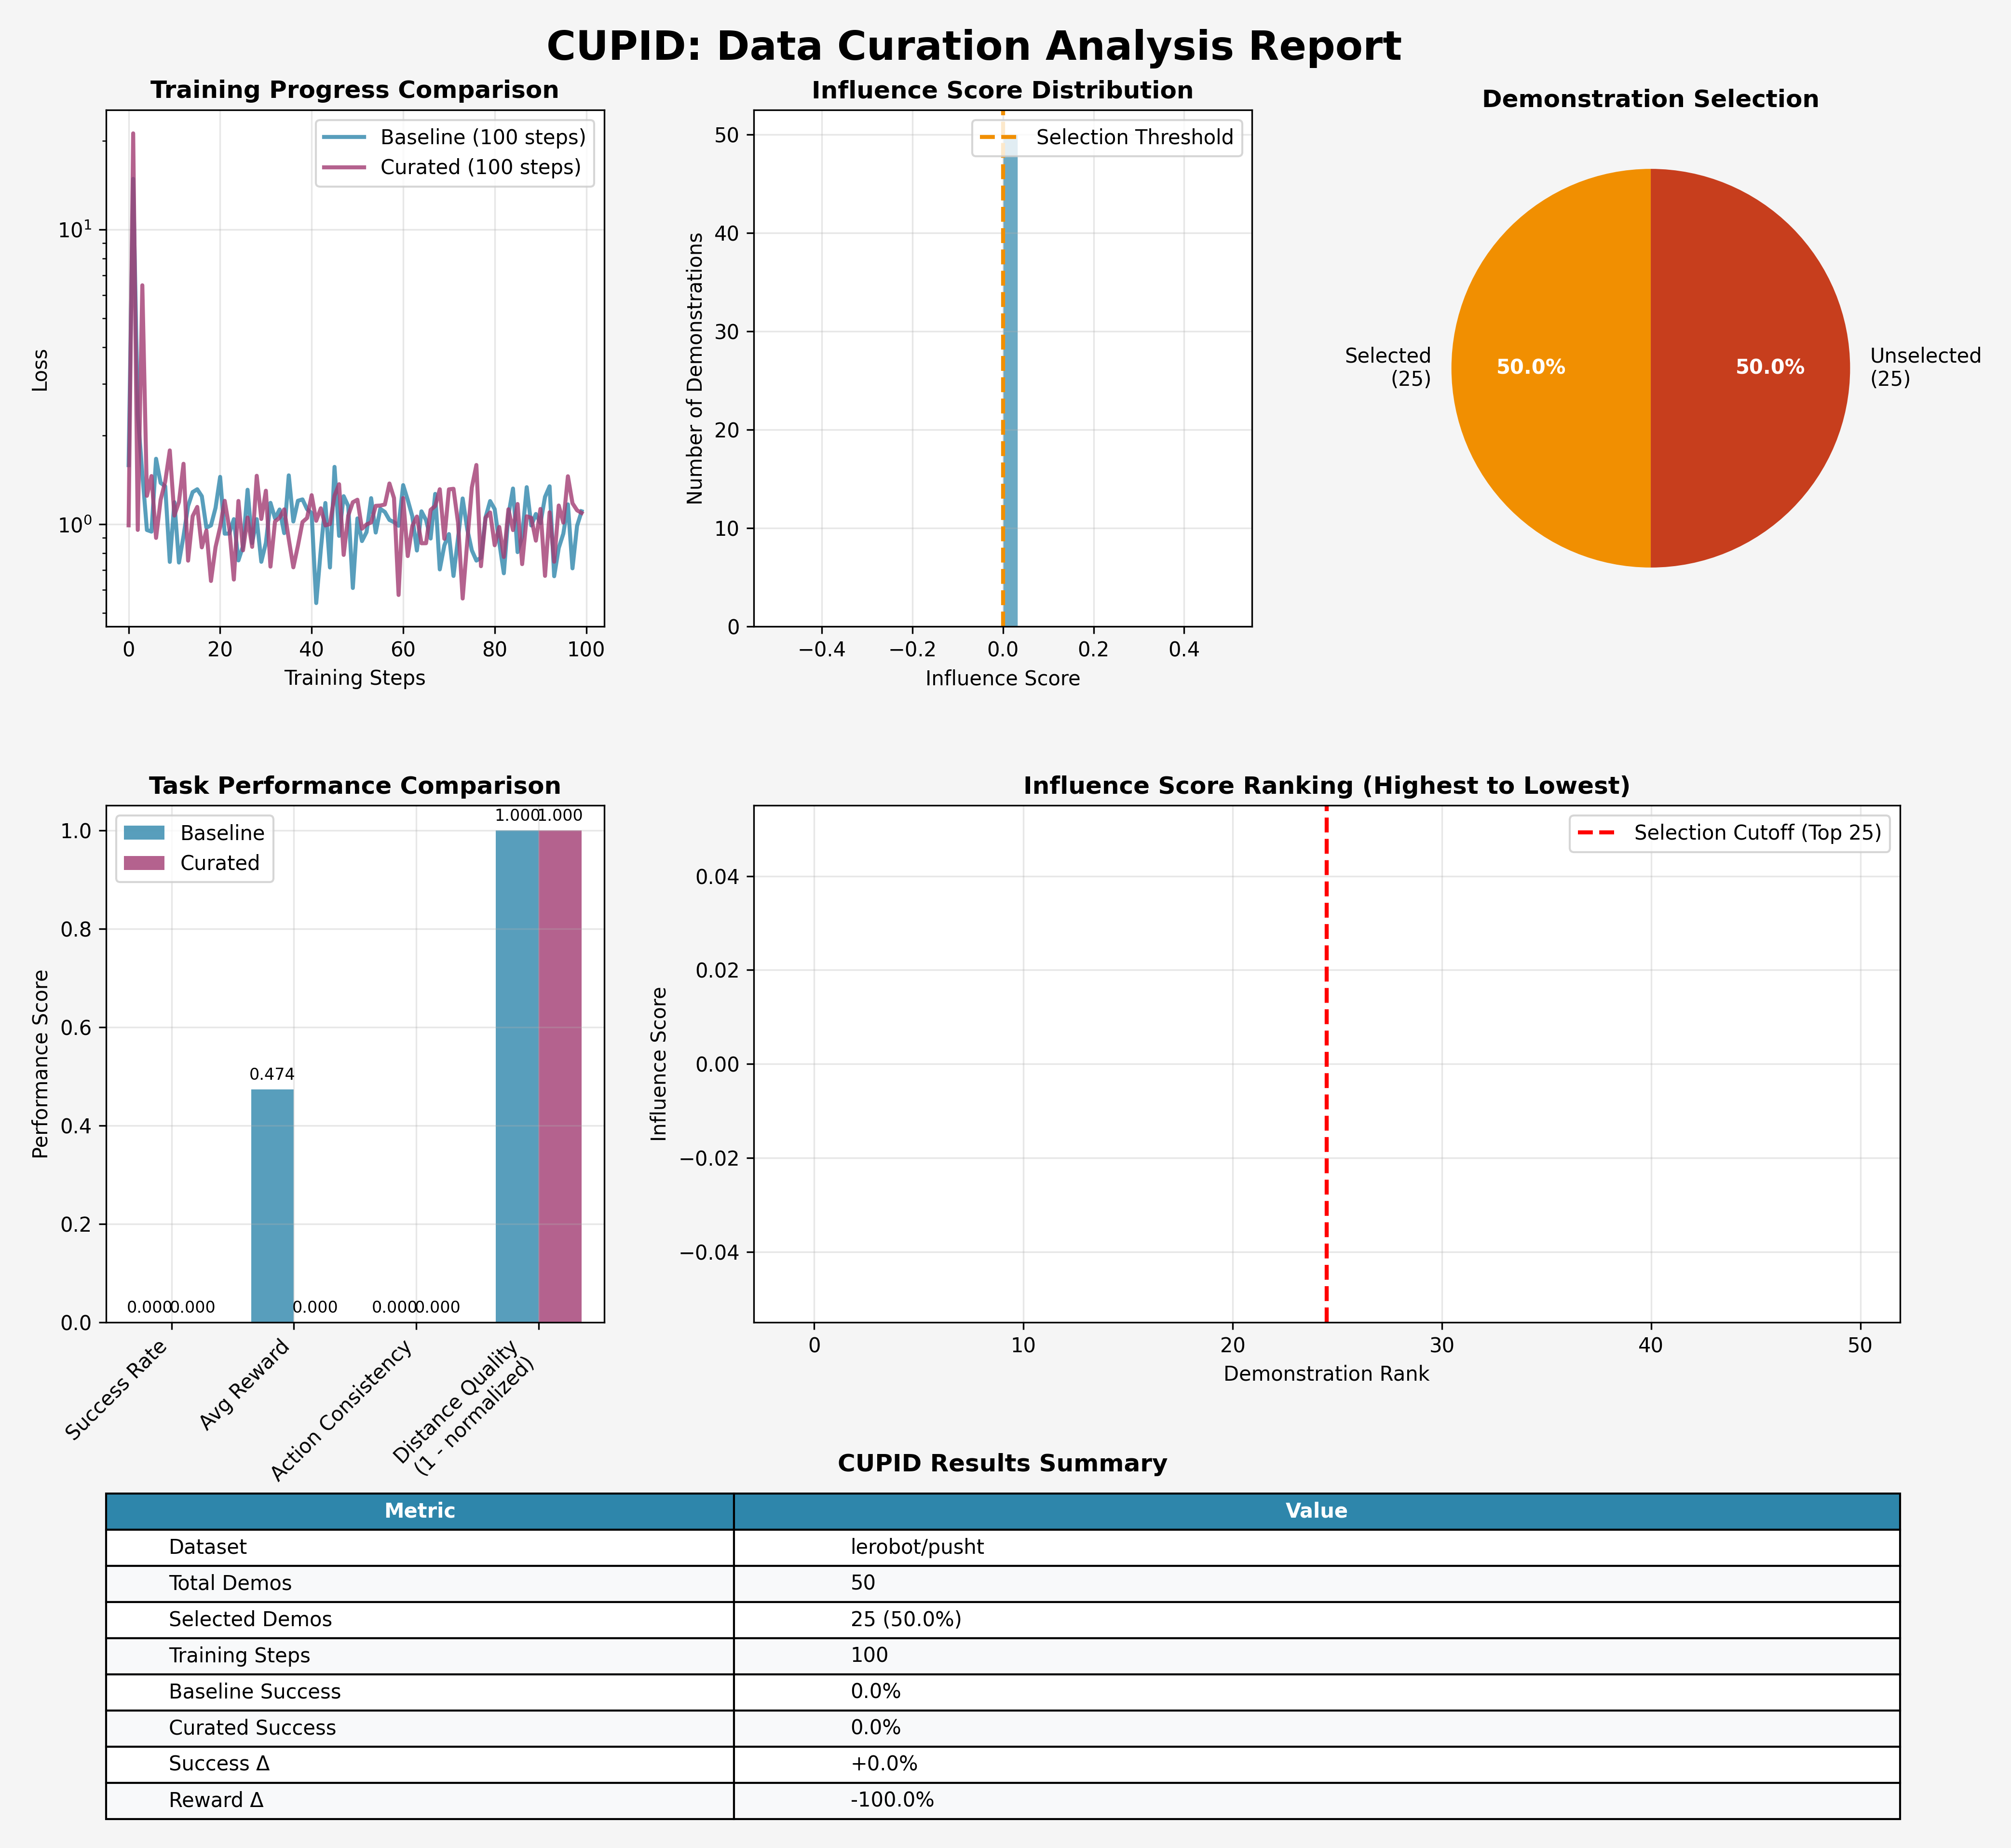 CUPID: Data Curation Analysis Report
Training Progress Comparison
Baseline (100 steps)
Curated (100 steps)
10¹
10⁰
Loss
0 20 40 60 80 100
Training Steps
Influence Score Distribution
Selection Threshold
50
40
30
20
10
0
Number of Demonstrations
−0.4 −0.2 0.0 0.2 0.4
Influence Score
Demonstration Selection
Selected
(25)
50.0%
50.0%
Unselected
(25)
Task Performance Comparison
Baseline
Curated
1.0
0.8
0.6
0.4
0.2
0.0
Performance Score
1.000 1.000
0.474
0.000 0.000 0.000 0.000 0.000
Success Rate
Avg Reward
Action Consistency
Distance Quality
(1 - normalized)
Influence Score Ranking (Highest to Lowest)
Selection Cutoff (Top 25)
0.04
0.02
0.00
−0.02
−0.04
Influence Score
0 10 20 30 40 50
Demonstration Rank
CUPID Results Summary
Metric Value
Dataset lerobot/pusht
Total Demos 50
Selected Demos 25 (50.0%)
Training Steps 100
Baseline Success 0.0%
Curated Success 0.0%
Success Δ +0.0%
Reward Δ -100.0%